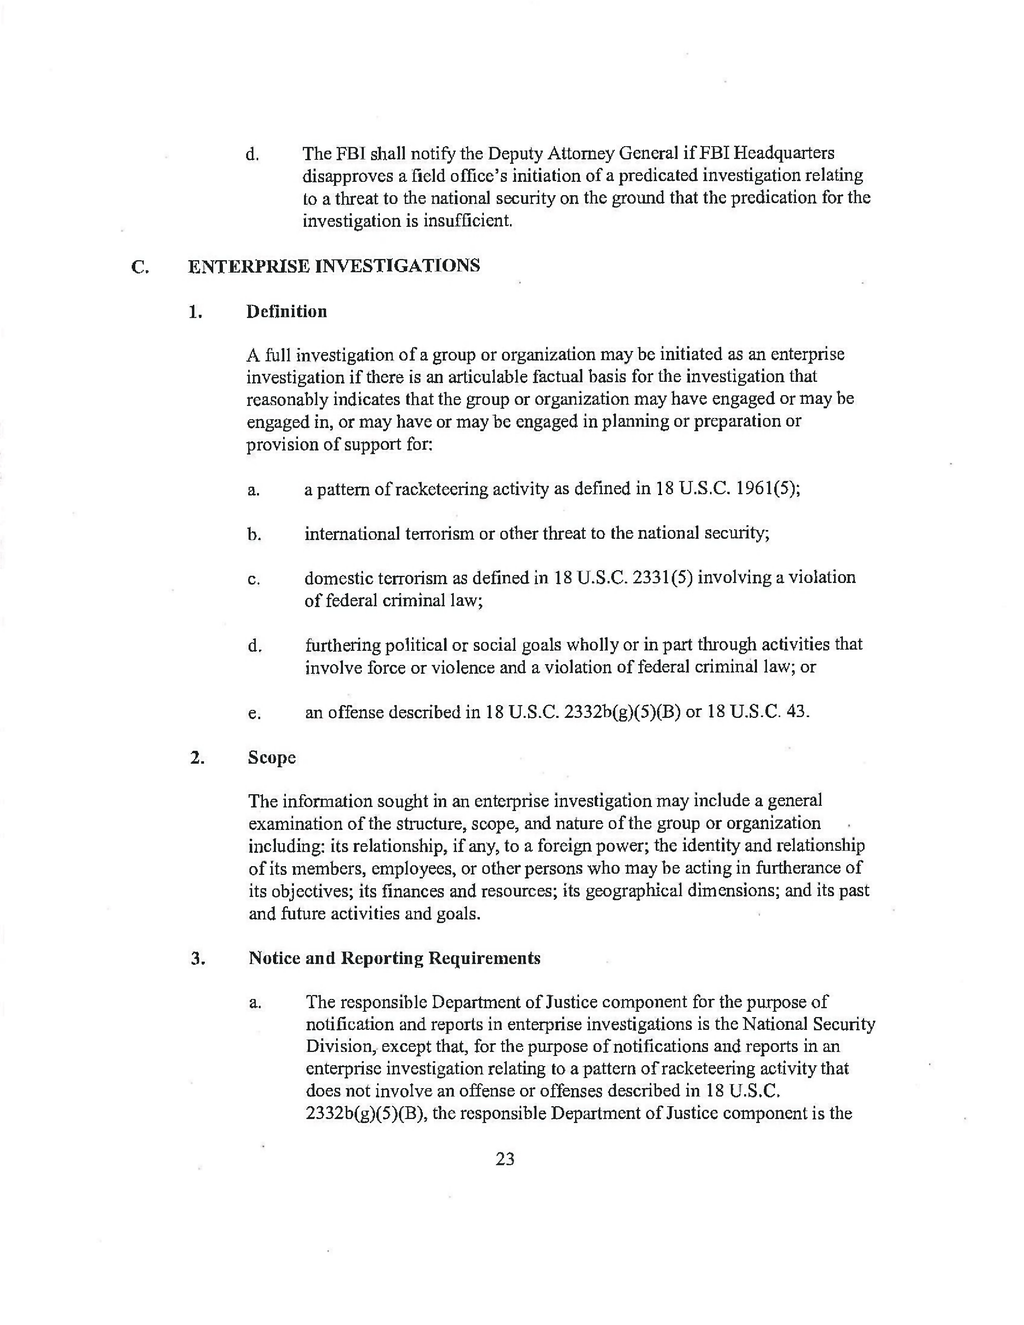 d. The FBI shall notify the Deputy Attorney General if FBI Headquarters
disapproves a field office's initiation of a predicated investigation relating
to a threat to the national security on the ground that the predication for the
investigation is insufficient.
C. ENTERPRISE INVESTIGATIONS
1. Definition
A full investigation of a group or organization may be initiated as an enterprise
investigation if there is an articulable factual basis for the investigation that
reasonably indicates that the group or organization may have engaged or may be
engaged in, or may have or may be engaged in planning or preparation or
provision of support for:
a. a pattern of racketeering activity as defined in 18 U.S.C. 1961(5);
b. international terrorism or other threat to the national security;
c. domestic terrorism as defined in 18 U.S.C. 2331(5) involving a violation
of federal criminal law;
d. furthering political or social goals wholly or in part through activities that
involve force or violence and a violation of federal criminal law; or
e. an offense described in 18 U.S.C. 2332b(g)(5)(B) or 18 U.S.C. 43.
2. Scope
The information sought in an enterprise investigation may include a general
examination of the structure, scope, and nature of the group or organization
including: its relationship, if any, to a foreign power; the identity and relationship
of its members, employees, or other persons who may be acting in furtherance of
its objectives; its finances and resources; its geographical dimensions; and its past
and future activities and goals.
3. Notice and Reporting Requirements
a. The responsible Department of Justice component for the purpose of
notification and reports in enterprise investigations is the National Security
Division, except that, for the purpose of notifications and reports in an
enterprise investigation relating to a pattern of racketeering activity that
does not involve an offense or offenses described in 18 U.S.C.
2332b(g)(5)(B), the responsible Department of Justice component is the
23